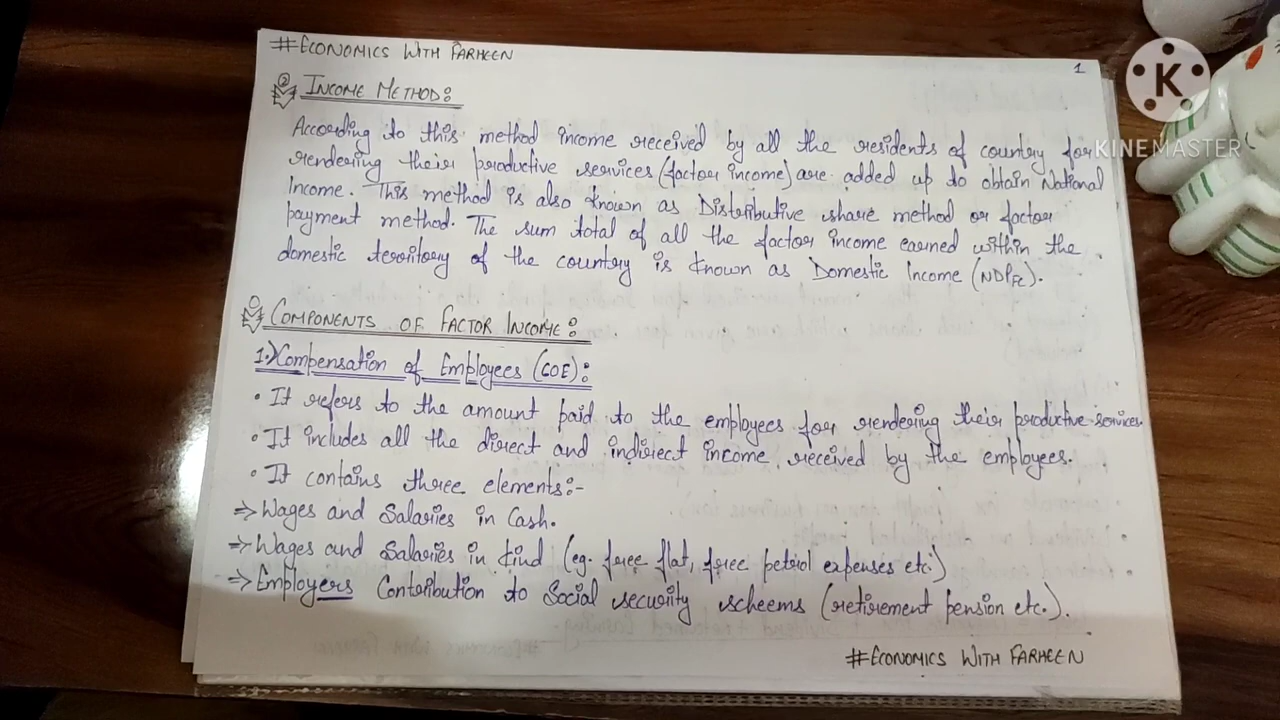 #ECONOMICS WITH FARHEEN
1
② INCOME METHOD:
According to this method income received by all the residents of country for
rendering their productive services (factor income) are added up to obtain National
Income. This method is also known as Distributive share method or factor
payment method. The sum total of all the factor income earned within the
domestic territory of the country is known as Domestic Income (NDPFC).
COMPONENTS OF FACTOR INCOME:
1.) Compensation of Employees (COE):
• It refers to the amount paid to the employees for rendering their productive services.
• It includes all the direct and indirect income received by the employees.
• It contains three elements:-
⇒ Wages and Salaries in Cash.
⇒ Wages and Salaries in kind (eg. free flat, free petrol expenses etc.)
⇒ Employers Contribution to Social security scheems (retirement pension etc.).
#ECONOMICS WITH FARHEEN
K
KINEMASTER